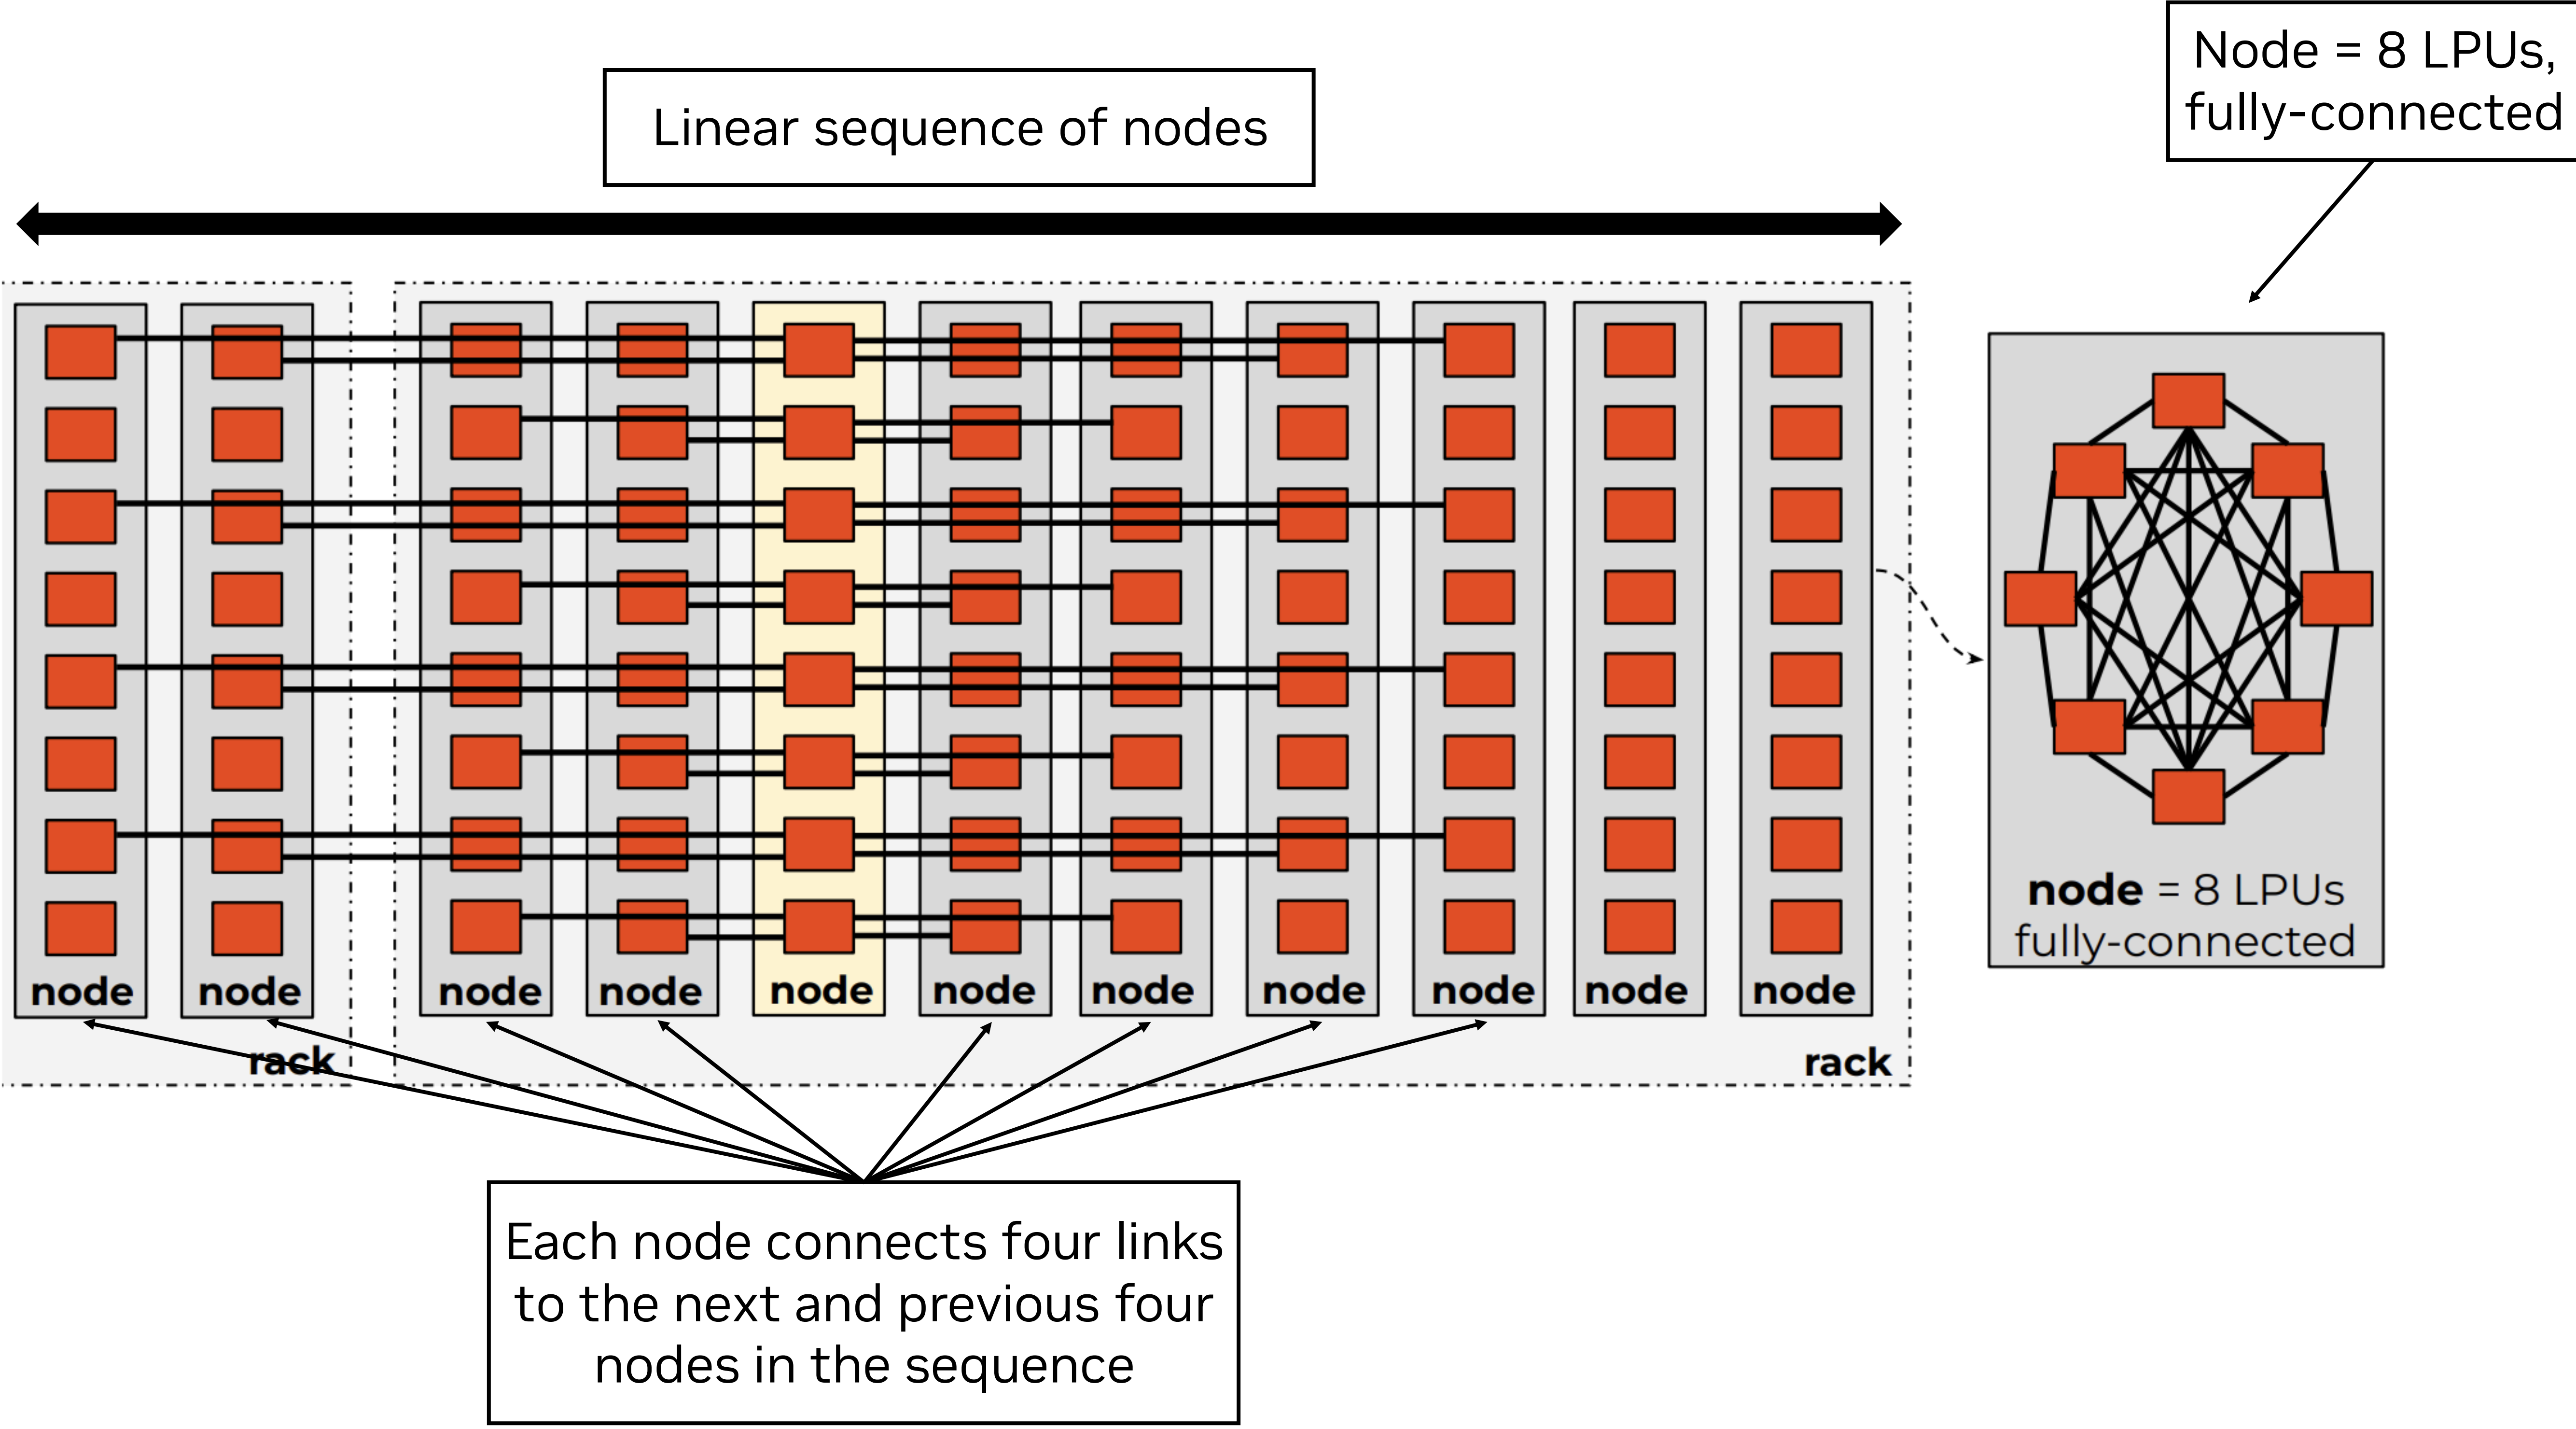 Node = 8 LPUs,
fully-connected
Linear sequence of nodes
node
node
node
node
node
node
node
node
node
node
node
rack
rack
node = 8 LPUs
fully-connected
Each node connects four links
to the next and previous four
nodes in the sequence